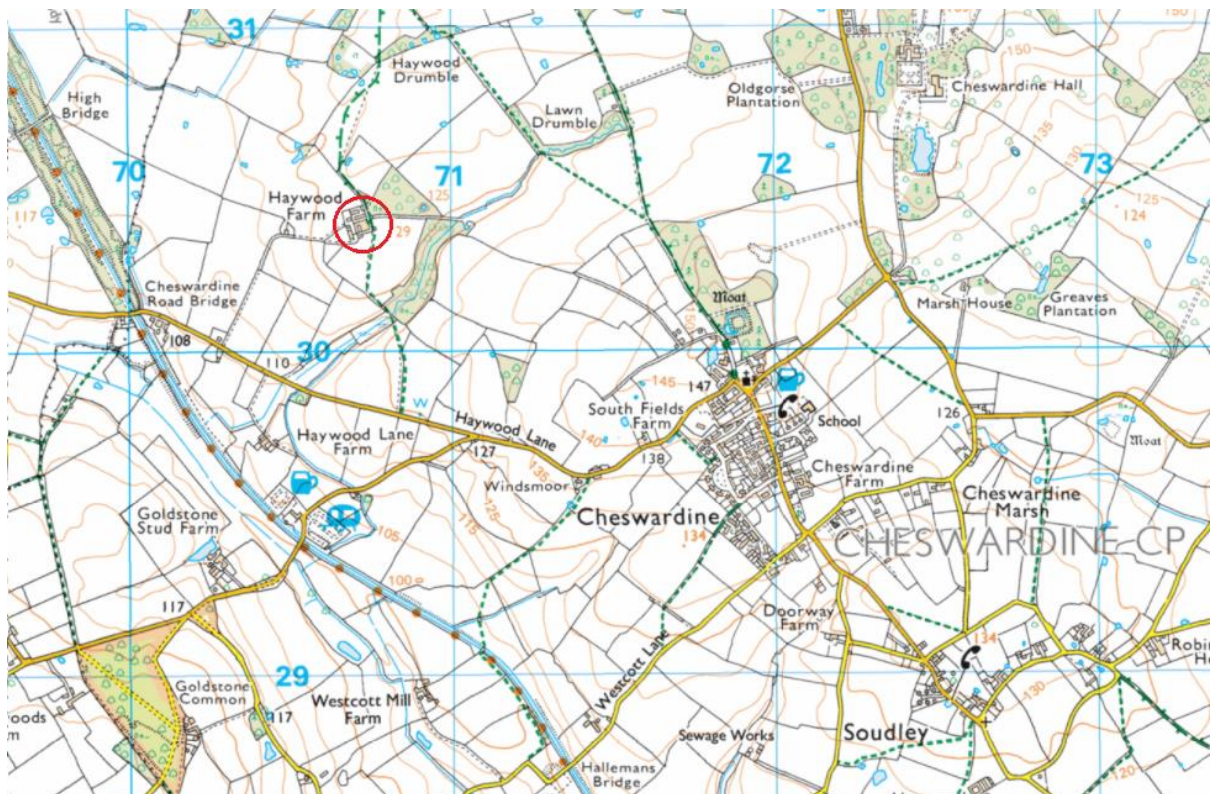 31
150
High
Bridge
Haywood
Drumble
Oldgorse
Plantation
Cheswardine Hall
Lawn
Drumble
135
130
70
71
72
73
125
125
124
Haywood
Farm
117
29
Cheswardine
Road Bridge
Marsh House
Greaves
Plantation
Moat
150
108
110
30
147
145
126
W
South Fields
Farm
School
Moat
Haywood Lane
Haywood Lane
Farm
127
140
138
135
Windsmoor
Cheswardine
Farm
Cheswardine
Marsh
125
115
Cheswardine
134
CHESWARDINE CP
Goldstone
Stud Farm
105
100
117
Doorway
Farm
134
Westcott Lane
Robin
29
Goldstone
Common
117
Westcott Mill
Farm
130
oods
Sewage Works
Soudley
Hallemans
Bridge
120